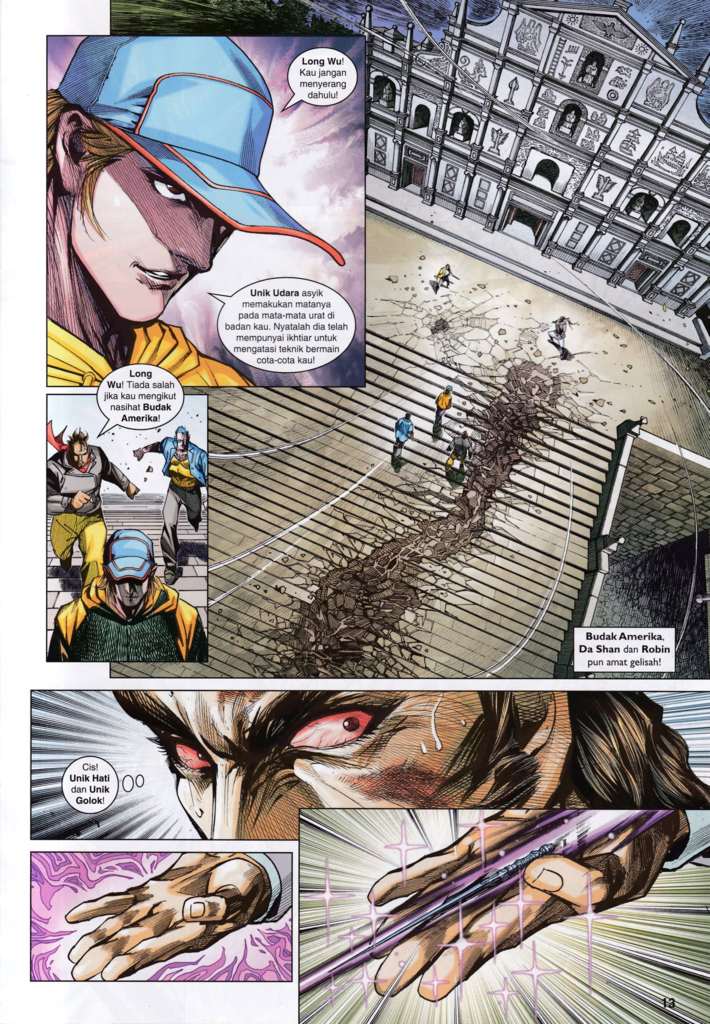 Long Wu!
Kau jangan
menyerang
dahulu!
Unik Udara asyik
memakukan matanya
pada mata-mata urat di
badan kau. Nyatalah dia telah
mempunyai ikhtiar untuk
mengatasi teknik bermain
cota-cota kau!
Long
Wu! Tiada salah
jika kau mengikut
nasihat Budak
Amerika!
Budak Amerika,
Da Shan dan Robin
pun amat gelisah!
Cis!
Unik Hati
dan Unik
Golok!
13